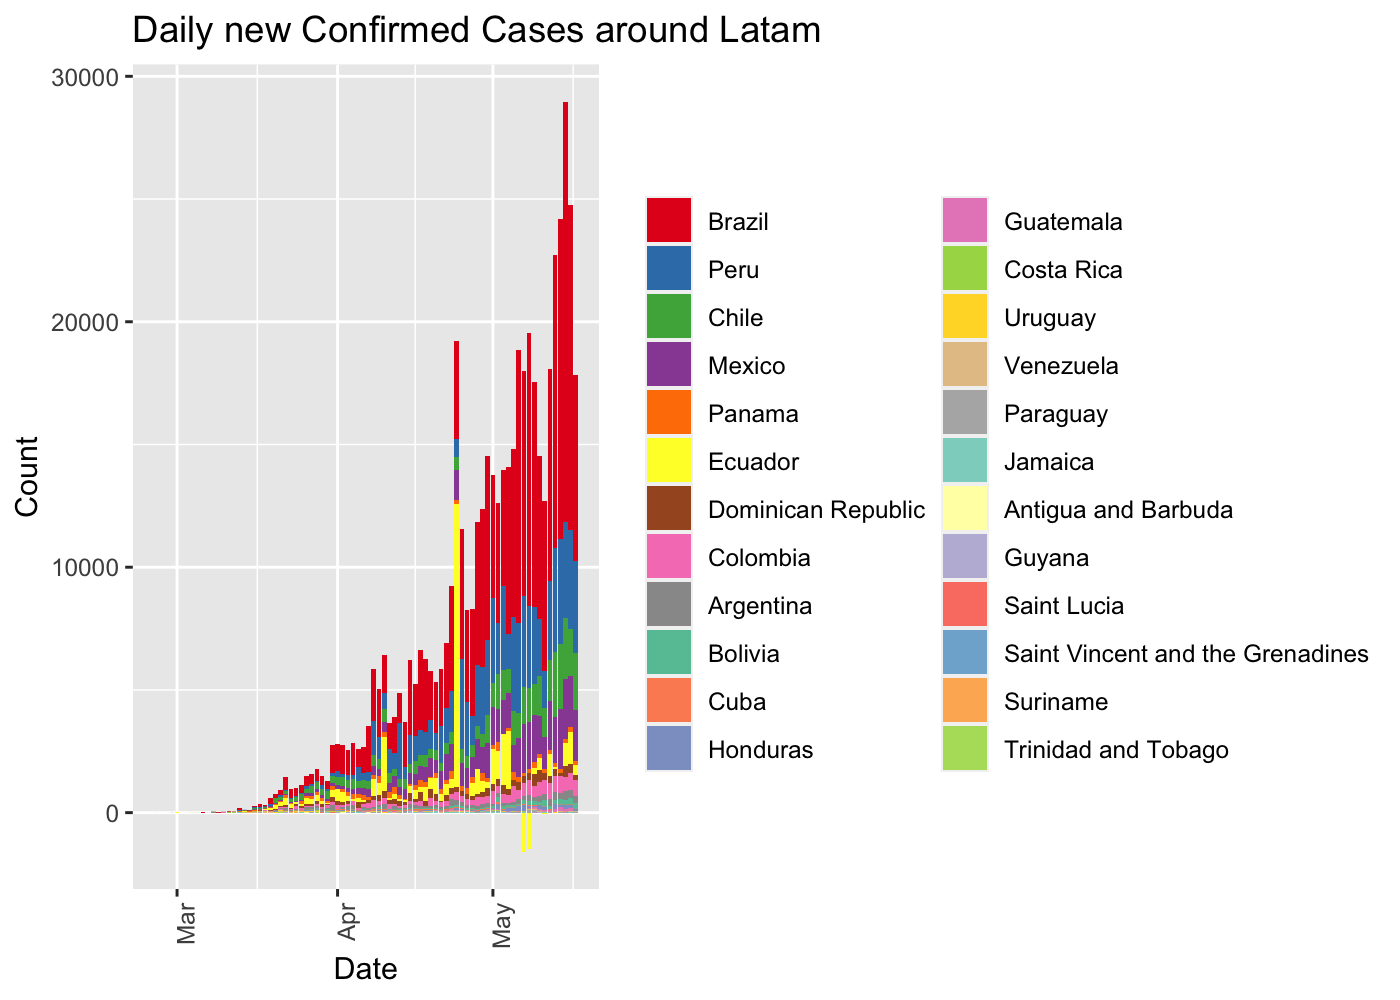 Daily new Confirmed Cases around Latam
30000
20000
10000
0
Count
Mar
Apr
May
Date
Brazil
Peru
Chile
Mexico
Panama
Ecuador
Dominican Republic
Colombia
Argentina
Bolivia
Cuba
Honduras
Guatemala
Costa Rica
Uruguay
Venezuela
Paraguay
Jamaica
Antigua and Barbuda
Guyana
Saint Lucia
Saint Vincent and the Grenadines
Suriname
Trinidad and Tobago